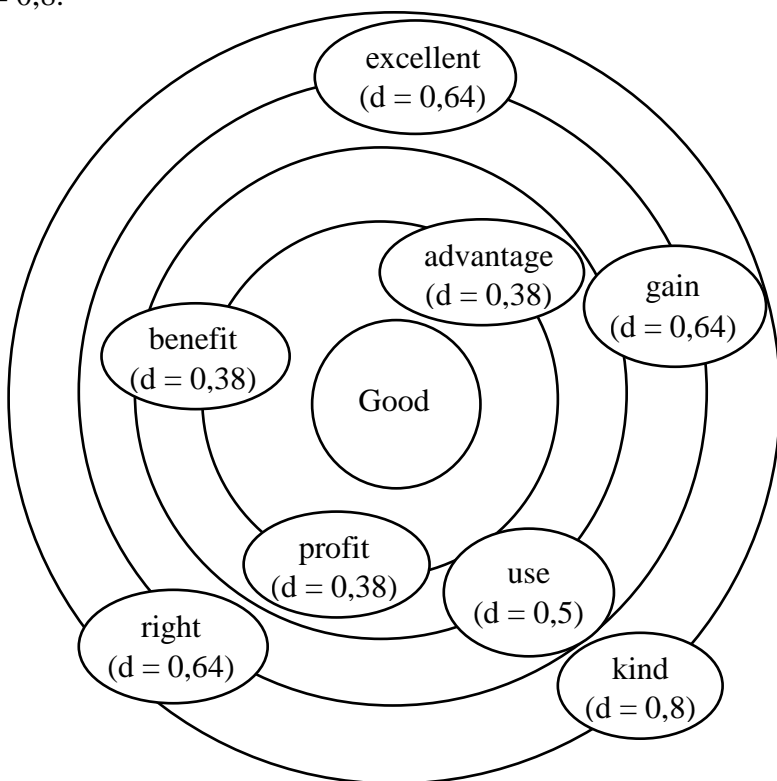 = 0,8.
excellent
(d = 0,64)
advantage
(d = 0,38)
gain
(d = 0,64)
benefit
(d = 0,38)
Good
profit
(d = 0,38)
use
(d = 0,5)
right
(d = 0,64)
kind
(d = 0,8)